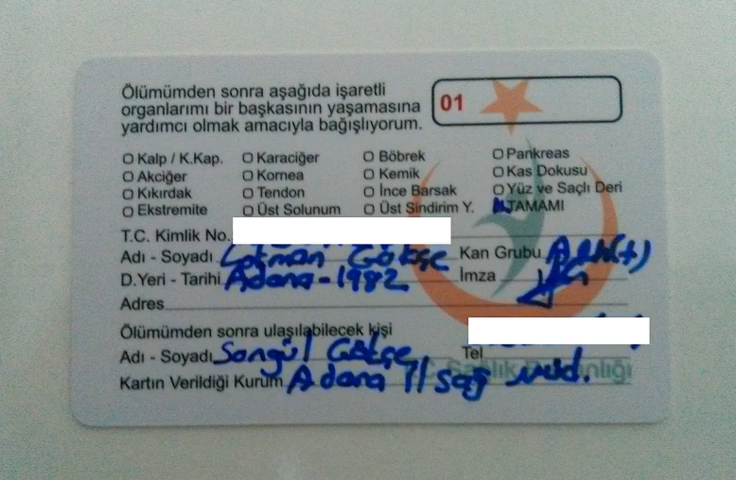 Ölümümden sonra aşağıda işaretli
organlarımı bir başkasının yaşamasına
yardımcı olmak amacıyla bağışlıyorum.
01
O Kalp / K.Kap. O Karaciğer O Böbrek O Pankreas
O Akciğer O Kornea O Kemik O Kas Dokusu
O Kıkırdak O Tendon O İnce Barsak O Yüz ve Saçlı Deri
O Ekstremite O Üst Solunum O Üst Sindirim Y. TAMAMI
T.C. Kimlik No.
Adı - Soyadı Lokman Gökçe Kan Grubu
D.Yeri - Tarihi Adana-1982 İmza
Adres
Ölümümden sonra ulaşılabilecek kişi
Adı - Soyadı Songül Gökçe Tel
Kartın Verildiği Kurum Adana İl sağ müd.
Sağlık Bakanlığı